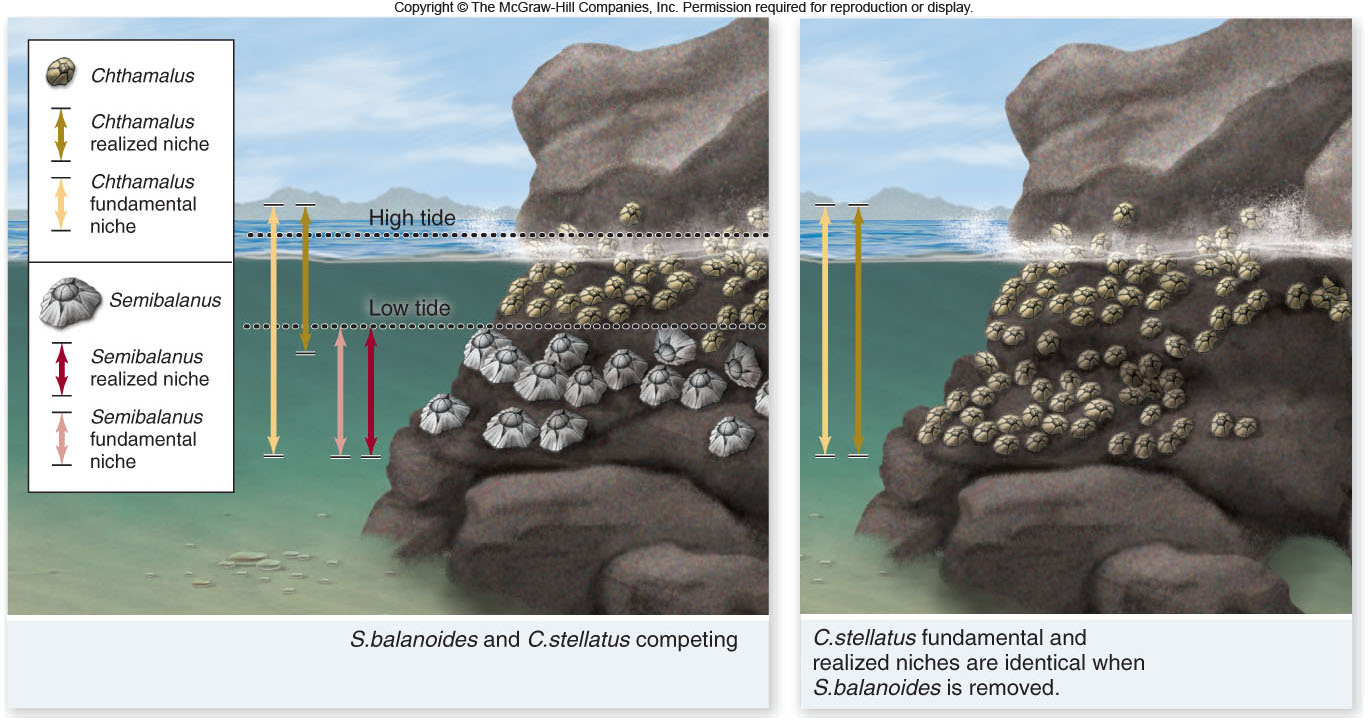 Copyright © The McGraw-Hill Companies, Inc. Permission required for reproduction or display.
Chthamalus
Chthamalus
realized niche
Chthamalus
fundamental
niche
Semibalanus
Semibalanus
realized niche
Semibalanus
fundamental
niche
High tide
Low tide
S.balanoides and C.stellatus competing
C.stellatus fundamental and
realized niches are identical when
S.balanoides is removed.